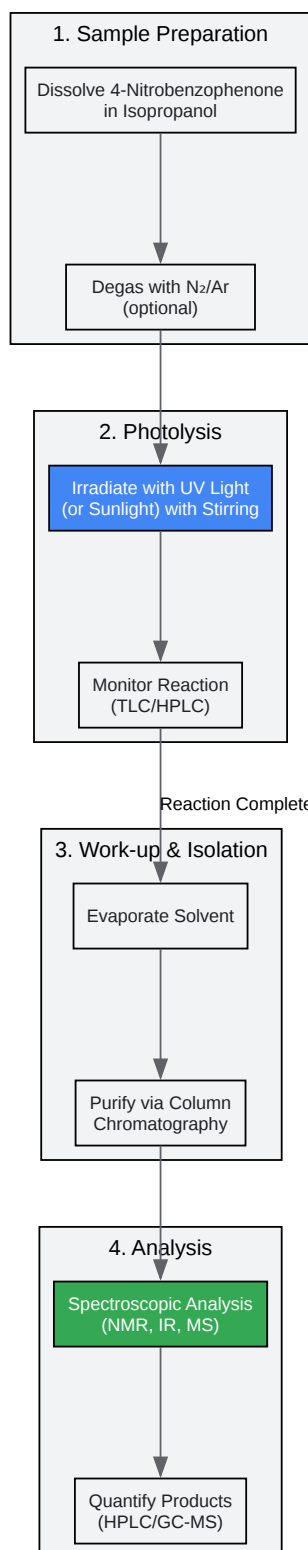 1. Sample Preparation
Dissolve 4-Nitrobenzophenone
in Isopropanol
Degas with N₂/Ar
(optional)
2. Photolysis
Irradiate with UV Light
(or Sunlight) with Stirring
Monitor Reaction
(TLC/HPLC)
Reaction Complete
3. Work-up & Isolation
Evaporate Solvent
Purify via Column
Chromatography
4. Analysis
Spectroscopic Analysis
(NMR, IR, MS)
Quantify Products
(HPLC/GC-MS)